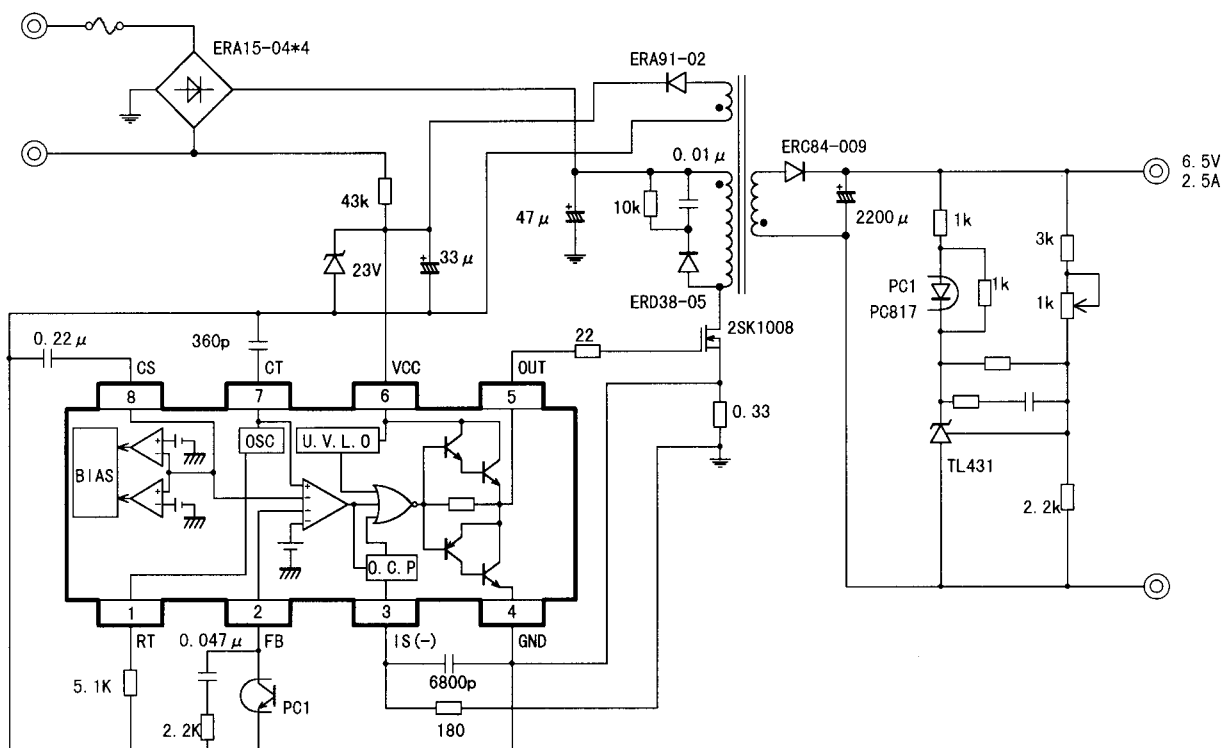 ERA15-04*4
ERA91-02
ERC84-009
6.5V
2.5A
0.01μ
43k
47μ
10k
2200μ
1k
3k
23V
33μ
PC1
PC817
1k
1k
ERD38-05
0.22μ
360p
22
2SK1008
CS
CT
VCC
OUT
8
7
6
5
0.33
OSC
U.V.L.O
BIAS
TL431
2.2k
O.C.P
1
2
3
4
RT
0.047μ
FB
IS(-)
GND
5.1K
6800p
PC1
2.2K
180